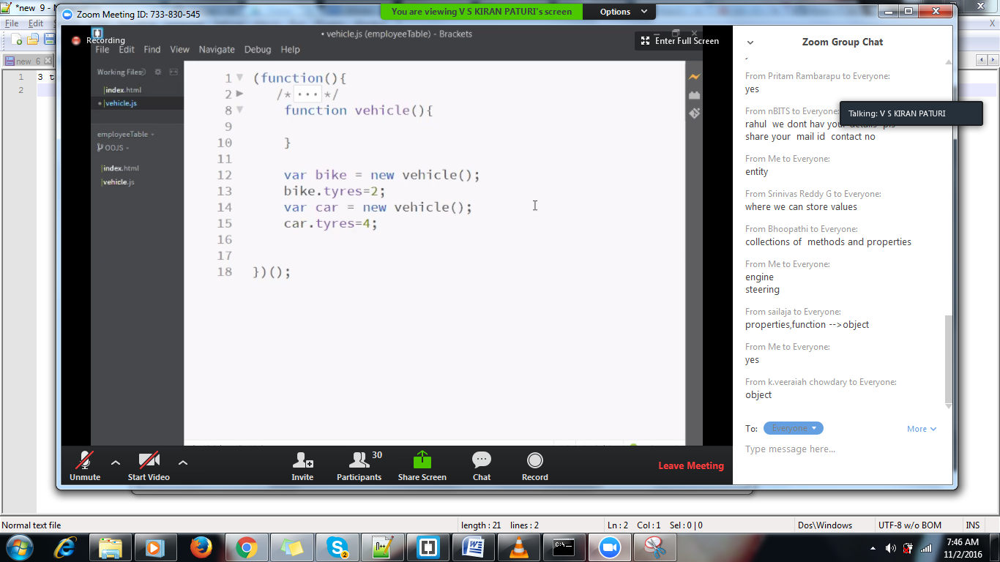 *new 9 - N
File Edit
new 6
1 3 t
2
Zoom Meeting ID: 733-830-545
You are viewing V S KIRAN PATURI's screen
Options
Recording
• vehicle.js (employeeTable) - Brackets
Enter Full Screen
File Edit Find View Navigate Debug Help
Working Files
index.html
• vehicle.js
employeeTable
OOJS
index.html
vehicle.js
1 (function(){
2 /*...*/
8 function vehicle(){
9
10 }
11
12 var bike = new vehicle();
13 bike.tyres=2;
14 var car = new vehicle();
15 car.tyres=4;
16
17
18 })();
Zoom Group Chat
From Pritam Rambarapu to Everyone:
yes
From nBITS to Everyone:
Talking: V S KIRAN PATURI
rahul we dont hav your details pls
share your mail id contact no
From Me to Everyone:
entity
From Srinivas Reddy G to Everyone:
where we can store values
From Bhoopathi to Everyone:
collections of methods and properties
From Me to Everyone:
engine
steering
From sailaja to Everyone:
properties,function -->object
From Me to Everyone:
yes
From k.veeraiah chowdary to Everyone:
object
To: Everyone
More
Type message here...
Unmute
Start Video
Invite
30
Participants
Share Screen
Chat
Record
Leave Meeting
Normal text file
length : 21 lines : 2
Ln : 2 Col : 1 Sel : 0 | 0
Dos\Windows
UTF-8 w/o BOM
INS
7:46 AM
11/2/2016